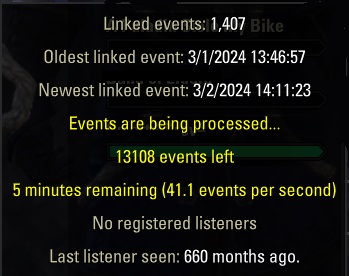 Linked events: 1,407
Oldest linked event: 3/1/2024 13:46:57
Newest linked event: 3/2/2024 14:11:23
Events are being processed...
13108 events left
5 minutes remaining (41.1 events per second)
No registered listeners
Last listener seen: 660 months ago.